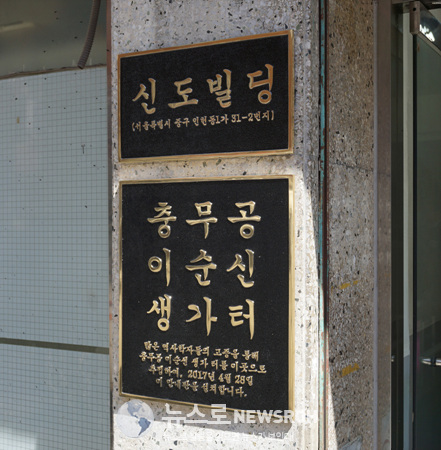 신도빌딩
(서울특별시 중구 인현동1가 31-2번지)
충무공
이순신
생가터
많은 역사학자들의 고증을 통해
충무공 이순신 생가 터를 이곳으로
추정하여, 2017년 4월 28일
이 안내판을 설치합니다.
뉴스로 NEWSROH